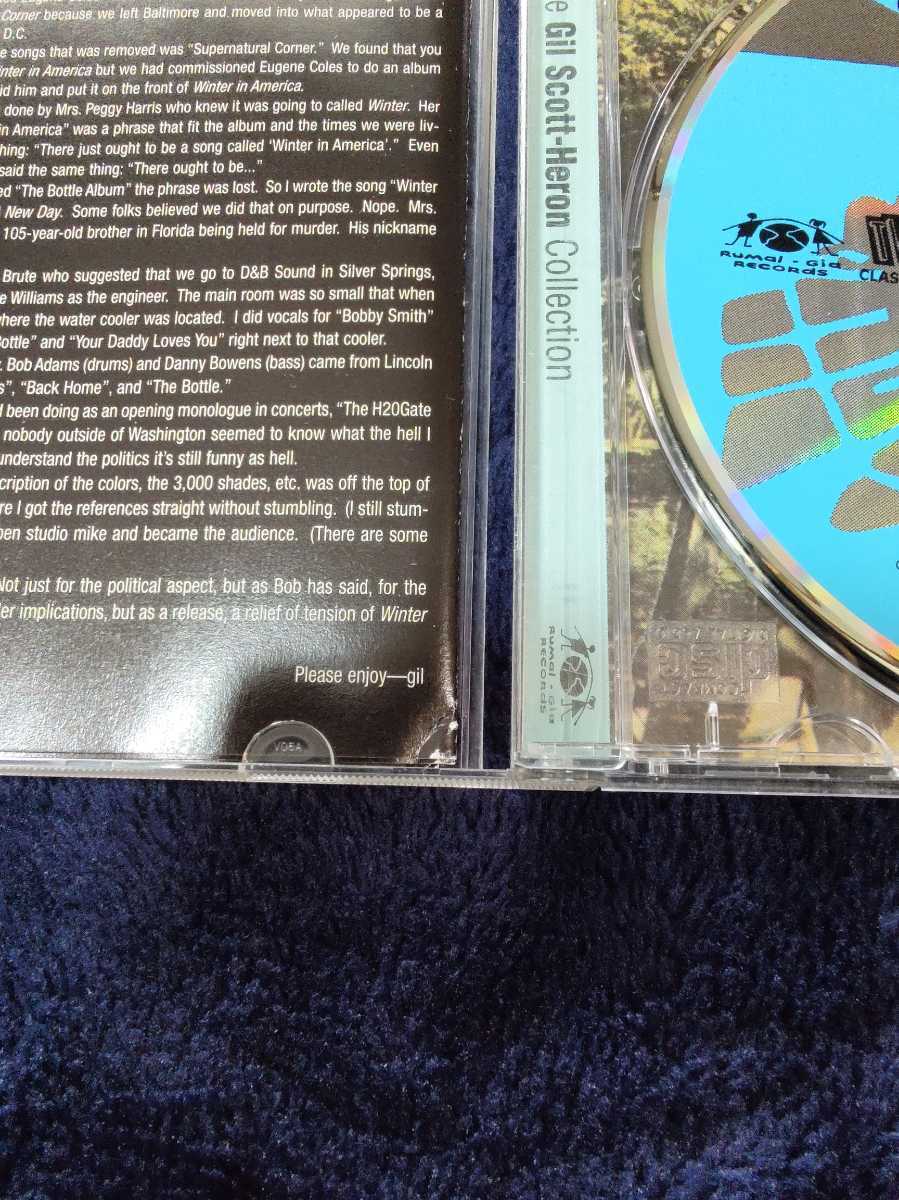 Corner because we left Baltimore and moved into what appeared to be a
D.C.
e songs that was removed was “Supernatural Corner.” We found that you
inter in America but we had commissioned Eugene Coles to do an album
id him and put it on the front of Winter in America.
done by Mrs. Peggy Harris who knew it was going to called Winter. Her
in America” was a phrase that fit the album and the times we were liv-
hing: “There just ought to be a song called ‘Winter in America’.” Even
said the same thing: “There ought to be...”
ed “The Bottle Album” the phrase was lost. So I wrote the song “Winter
New Day. Some folks believed we did that on purpose. Nope. Mrs.
105-year-old brother in Florida being held for murder. His nickname
Brute who suggested that we go to D&B Sound in Silver Springs,
e Williams as the engineer. The main room was so small that when
where the water cooler was located. I did vocals for “Bobby Smith”
ottle” and “Your Daddy Loves You” right next to that cooler.
. Bob Adams (drums) and Danny Bowens (bass) came from Lincoln
s”, “Back Home”, and “The Bottle.”
d been doing as an opening monologue in concerts, “The H20Gate
nobody outside of Washington seemed to know what the hell I
understand the politics it’s still funny as hell.
cription of the colors, the 3,000 shades, etc. was off the top of
re I got the references straight without stumbling. (I still stum-
pen studio mike and became the audience. (There are some
Not just for the political aspect, but as Bob has said, for the
er implications, but as a release, a relief of tension of Winter
Please enjoy—gil
VDEA
e Gil Scott-Heron Collection
RUMAL - GIA
RECORDS
RUMAL - GIA
RECORDS
CLAS